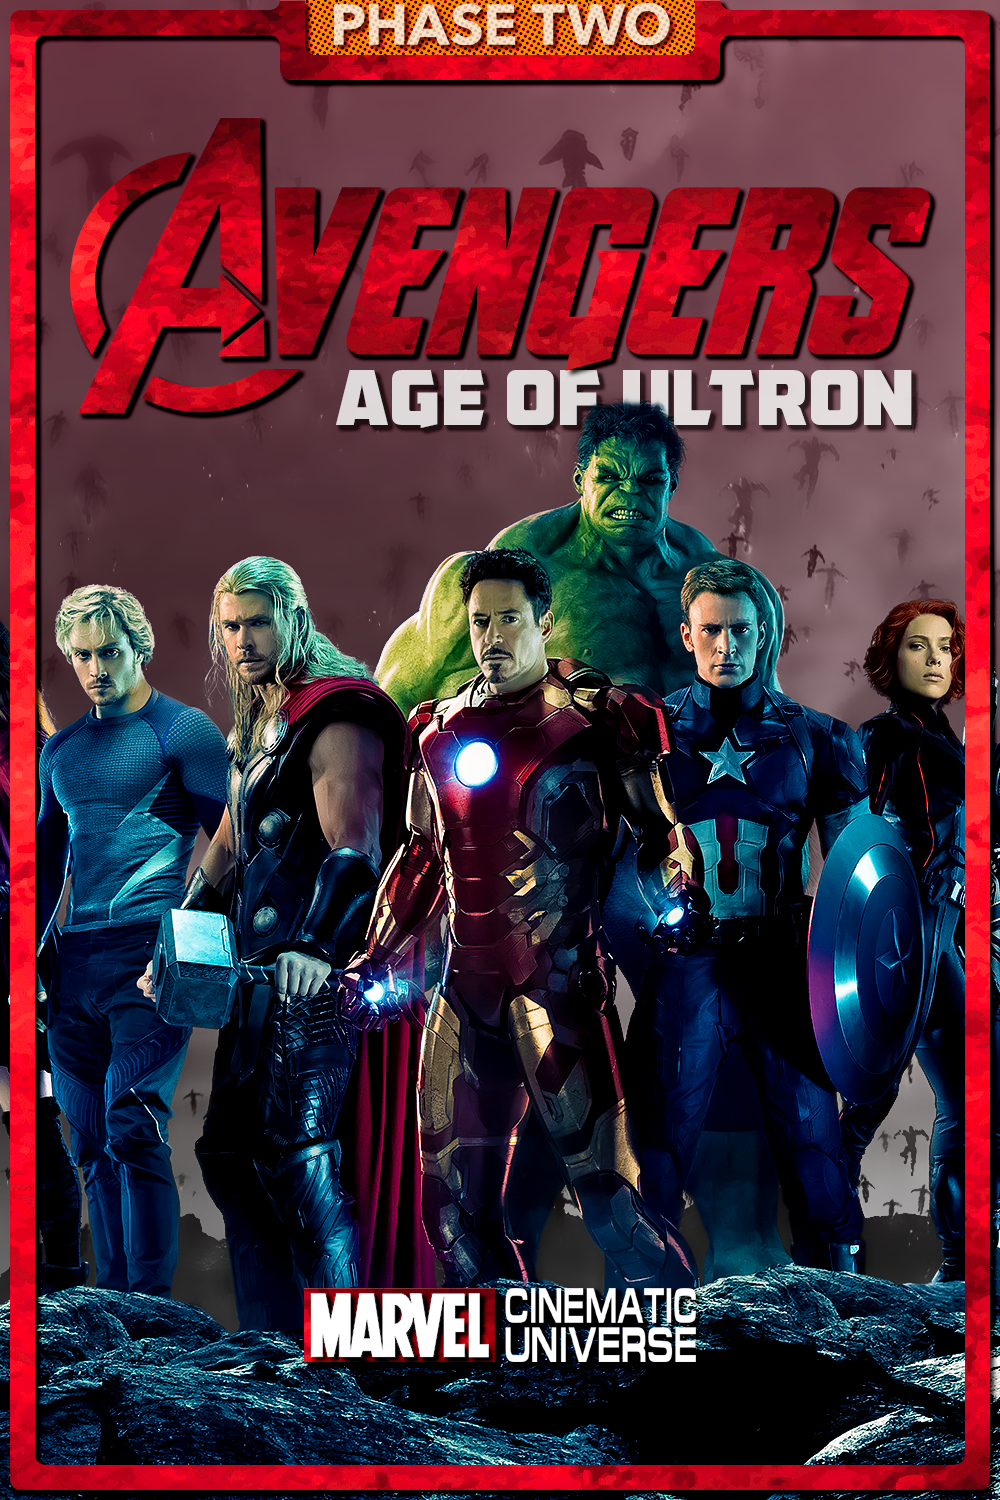 PHASE TWO
AVENGERS
AGE OF ULTRON
MARVEL CINEMATIC
UNIVERSE